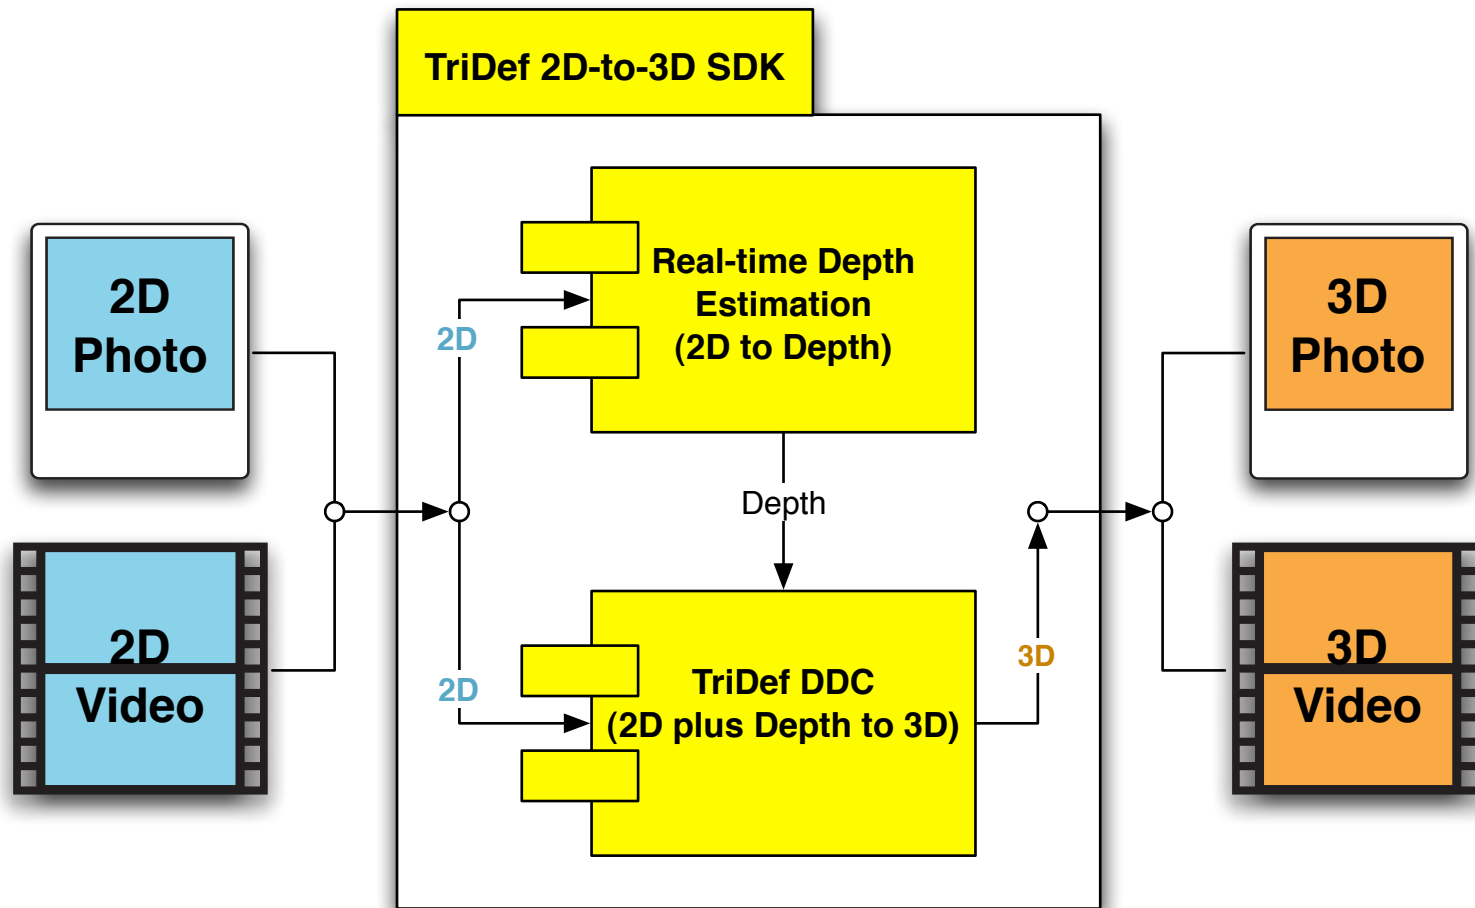 TriDef 2D-to-3D SDK
2D
Photo
2D
Video
2D
Real-time Depth
Estimation
(2D to Depth)
Depth
2D
TriDef DDC
(2D plus Depth to 3D)
3D
3D
Photo
3D
Video